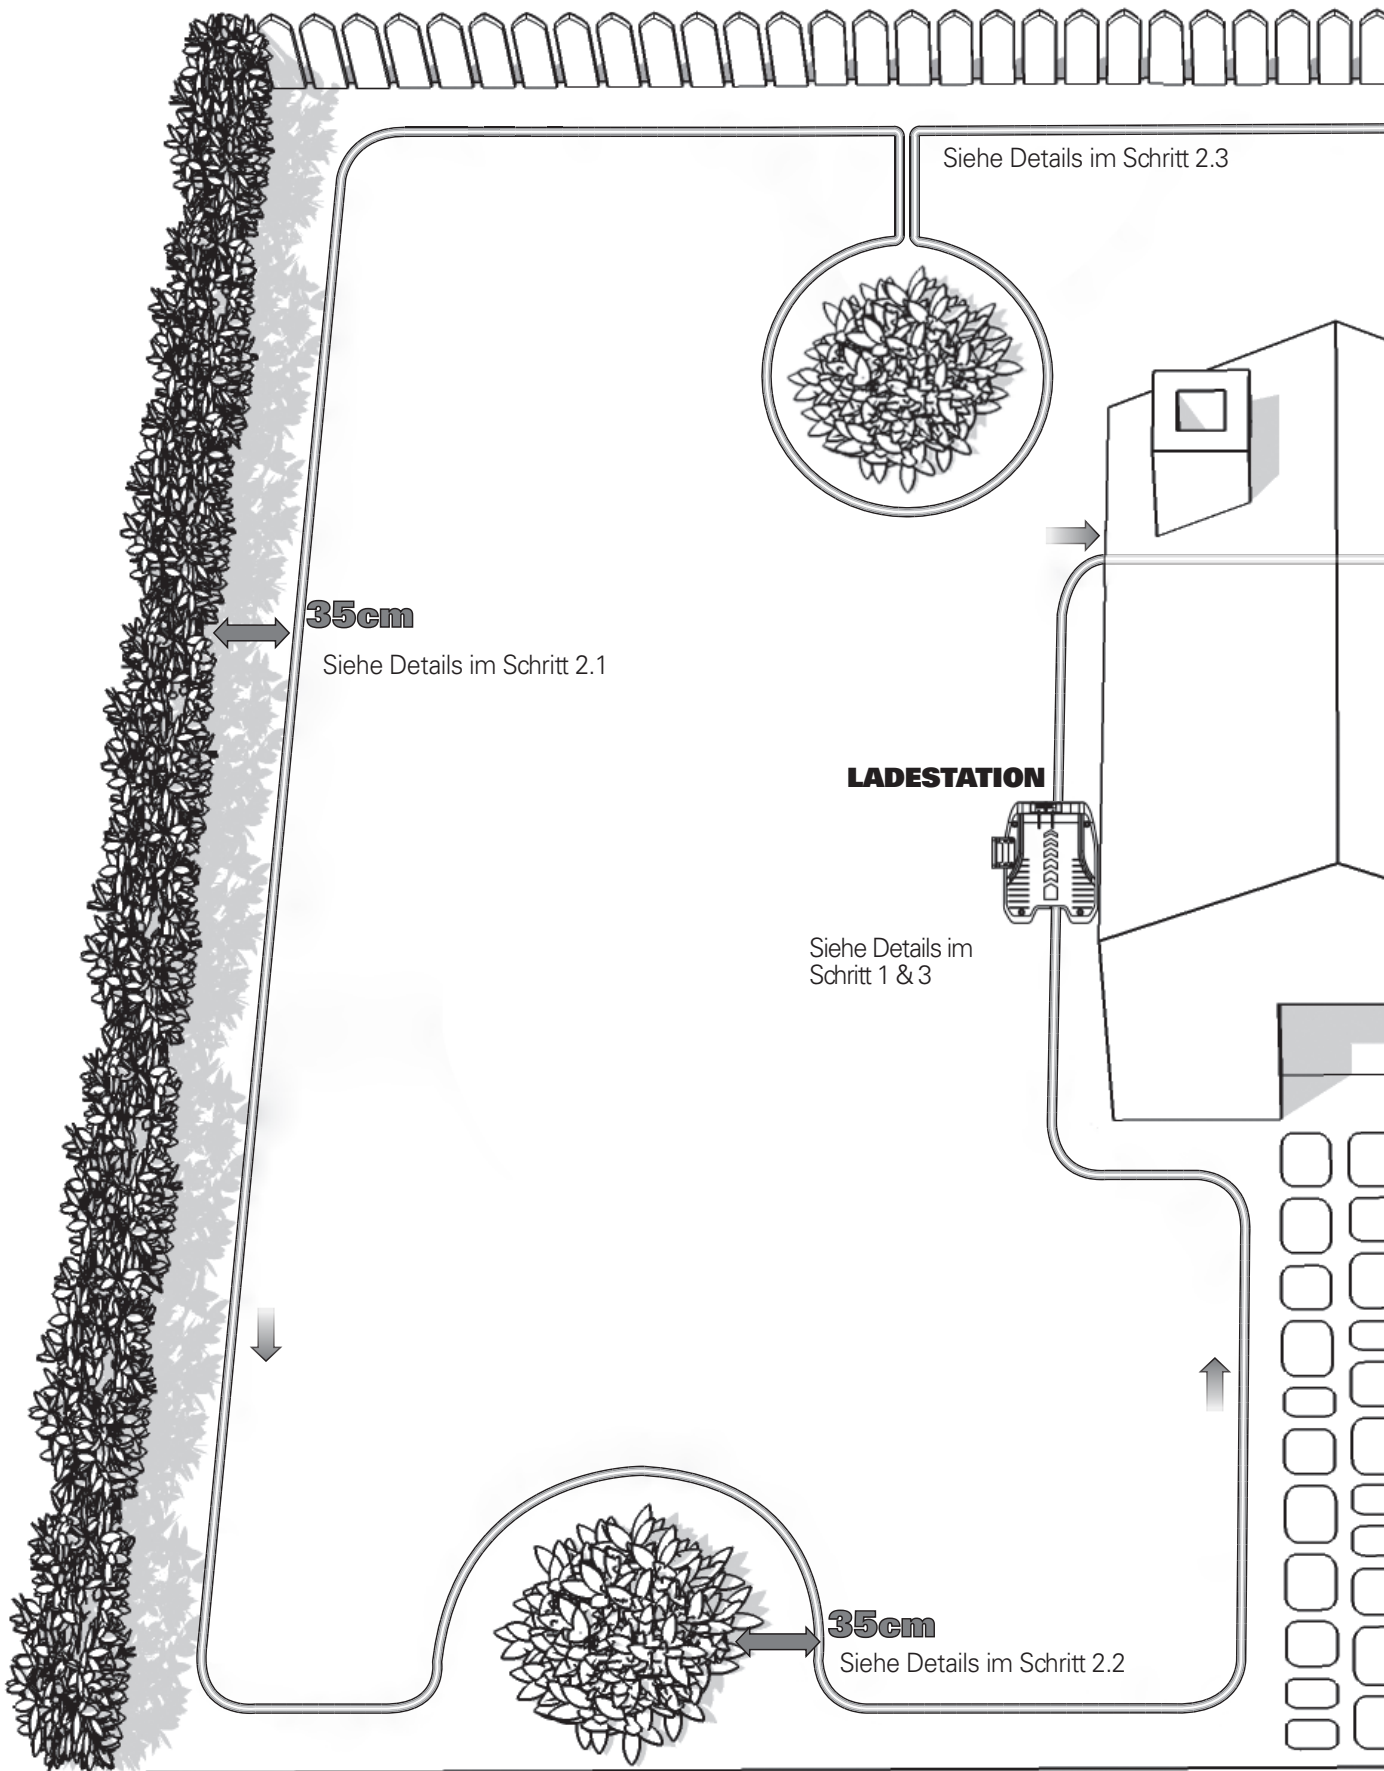 Siehe Details im Schritt 2.3
35cm
Siehe Details im Schritt 2.1
LADESTATION
Siehe Details im
Schritt 1 & 3
35cm
Siehe Details im Schritt 2.2